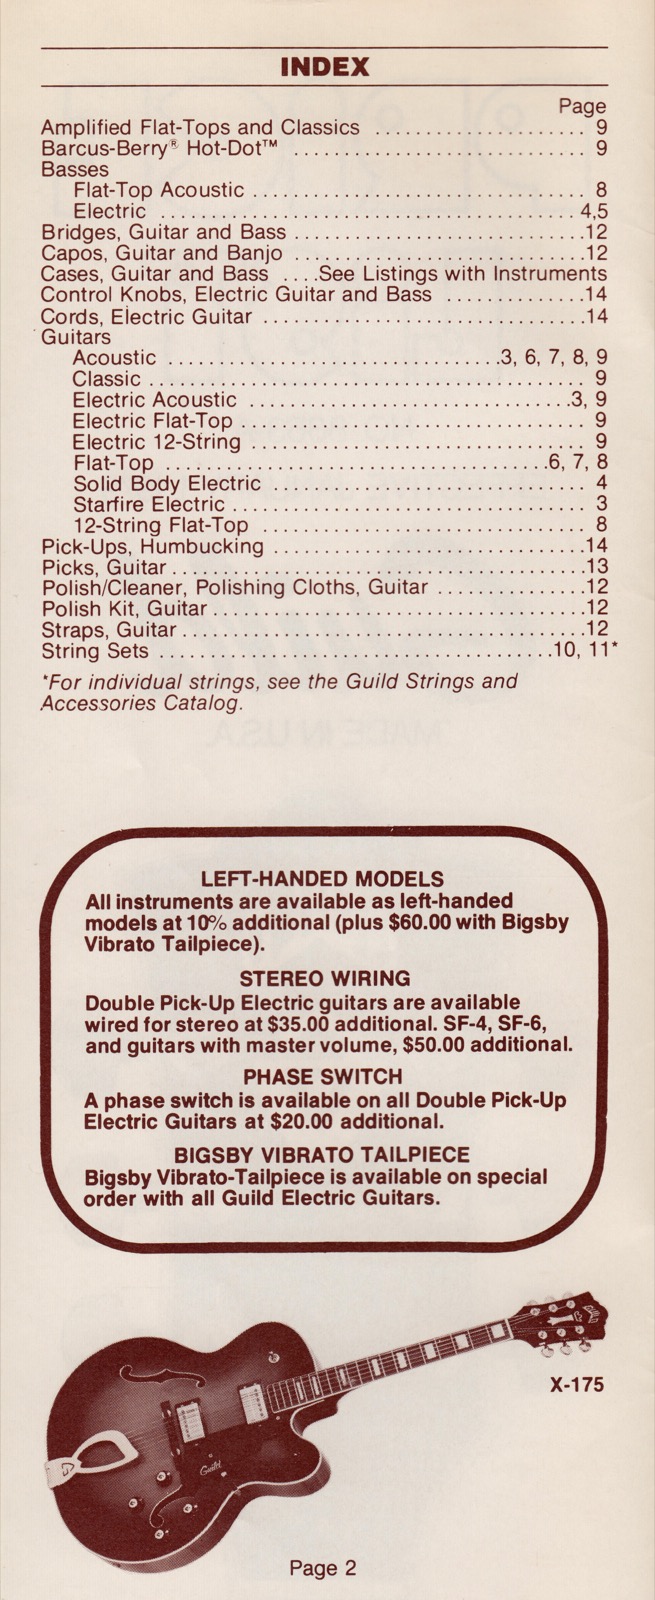 INDEX
Page
Amplified Flat-Tops and Classics ..................... 9
Barcus-Berry® Hot-Dot™ ............................. 9
Basses
Flat-Top Acoustic ................................. 8
Electric .......................................... 4,5
Bridges, Guitar and Bass .............................12
Capos, Guitar and Banjo ..............................12
Cases, Guitar and Bass ....See Listings with Instruments
Control Knobs, Electric Guitar and Bass ..............14
Cords, Electric Guitar ................................14
Guitars
Acoustic ..................................3, 6, 7, 8, 9
Classic ............................................ 9
Electric Acoustic .................................3, 9
Electric Flat-Top ................................... 9
Electric 12-String .................................. 9
Flat-Top .......................................6, 7, 8
Solid Body Electric ................................. 4
Starfire Electric .................................... 3
12-String Flat-Top .................................. 8
Pick-Ups, Humbucking ................................14
Picks, Guitar ..........................................13
Polish/Cleaner, Polishing Cloths, Guitar ...............12
Polish Kit, Guitar ......................................12
Straps, Guitar .........................................12
String Sets .......................................10, 11*
*For individual strings, see the Guild Strings and
Accessories Catalog.
LEFT-HANDED MODELS
All instruments are available as left-handed
models at 10% additional (plus $60.00 with Bigsby
Vibrato Tailpiece).
STEREO WIRING
Double Pick-Up Electric guitars are available
wired for stereo at $35.00 additional. SF-4, SF-6,
and guitars with master volume, $50.00 additional.
PHASE SWITCH
A phase switch is available on all Double Pick-Up
Electric Guitars at $20.00 additional.
BIGSBY VIBRATO TAILPIECE
Bigsby Vibrato-Tailpiece is available on special
order with all Guild Electric Guitars.
GUILD
X-175
Guild
Page 2